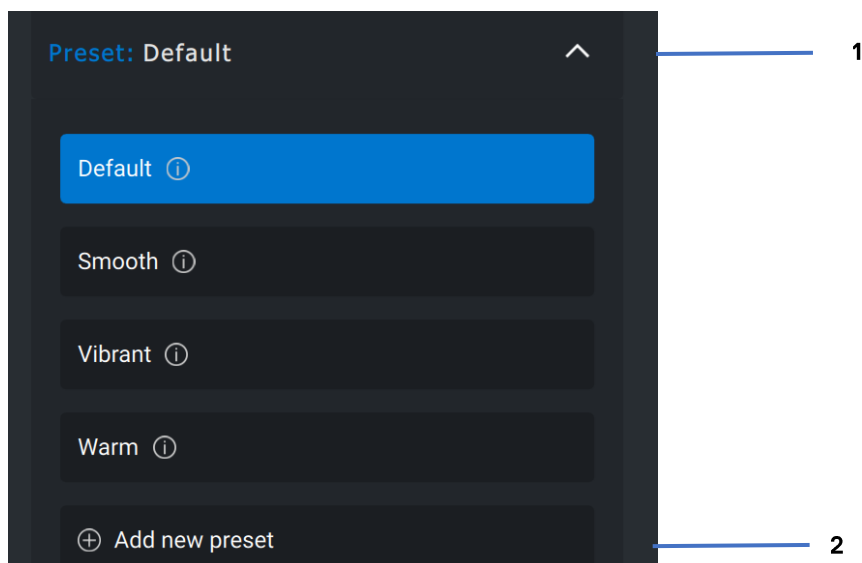 Preset: Default
1
Default
Smooth
Vibrant
Warm
Add new preset
2